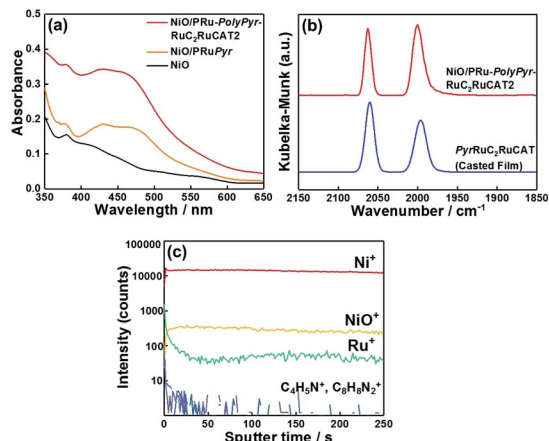 (a)
NiO/PRu-PolyPyr-
RuC₂RuCAT2
NiO/PRuPyr
NiO
Absorbance
0.5
0.4
0.3
0.2
0.1
0.0
350 400 450 500 550 600 650
Wavelength / nm
(b)
NiO/PRu-PolyPyr-
RuC₂RuCAT2
PyrRuC₂RuCAT
(Casted Film)
Kubelka-Munk (a.u.)
2150 2100 2050 2000 1950 1900 1850
Wavenumber / cm⁻¹
(c)
Ni⁺
NiO⁺
Ru⁺
C₄H₅N⁺, C₈H₈N₂⁺
Intensity (counts)
100000
10000
1000
100
10
0 50 100 150 200 250
Sputter time / s